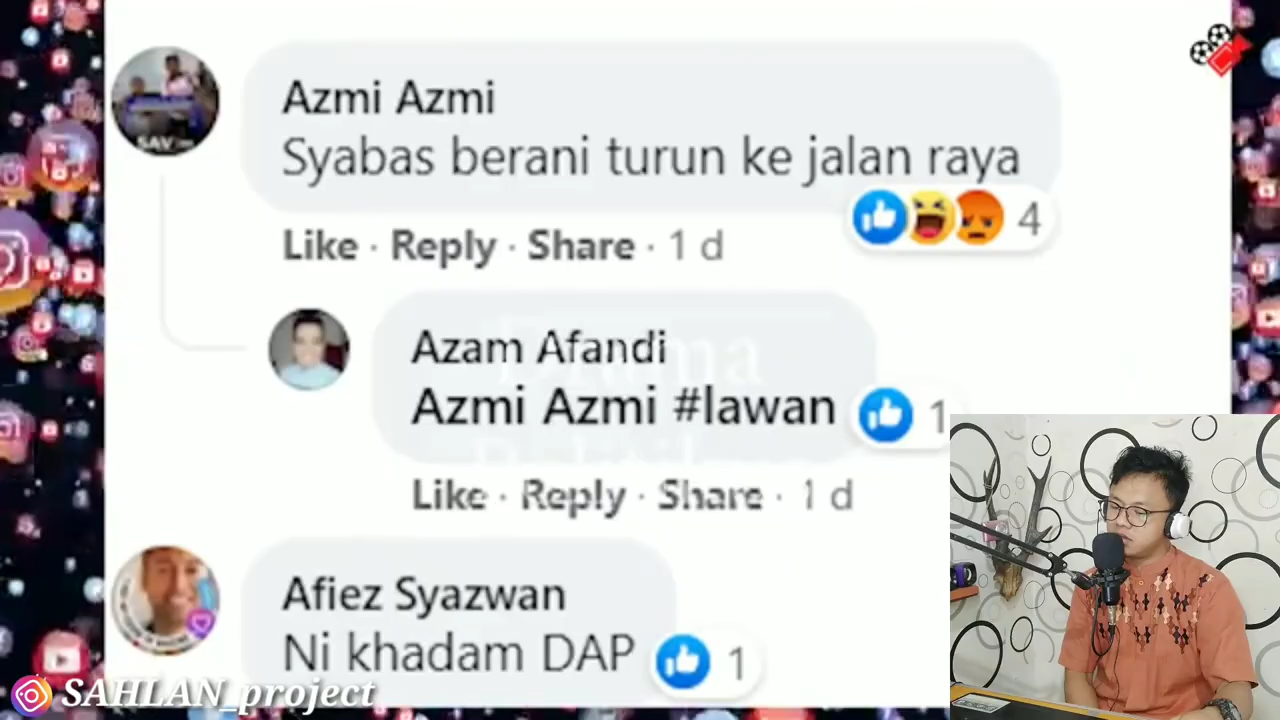 Azmi Azmi
Syabas berani turun ke jalan raya
4
Like · Reply · Share · 1 d
Azam Afandi
Azmi Azmi #lawan
1
Like · Reply · Share · 1 d
Afiez Syazwan
Ni khadam DAP
1
SAHLAN_project